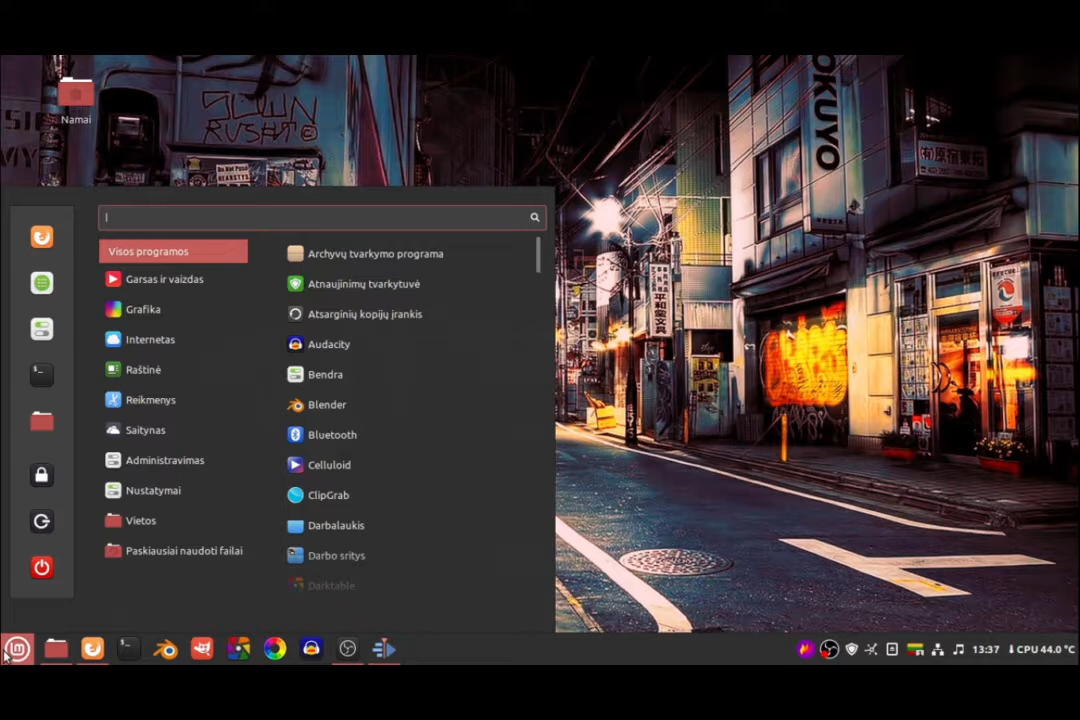 SLOWN
RUSHT©
Namai
OKUYO
Visos programos
Garsas ir vaizdas
Grafika
Internetas
Raštinė
Reikmenys
Saitynas
Administravimas
Nustatymai
Vietos
Paskiausiai naudoti failai
Archyvų tvarkymo programa
Atnaujinimų tvarkytuvė
Atsarginių kopijų įrankis
Audacity
Bendra
Blender
Bluetooth
Celluloid
ClipGrab
Darbalaukis
Darbo sritys
Darktable
13:37
CPU 44.0 °C